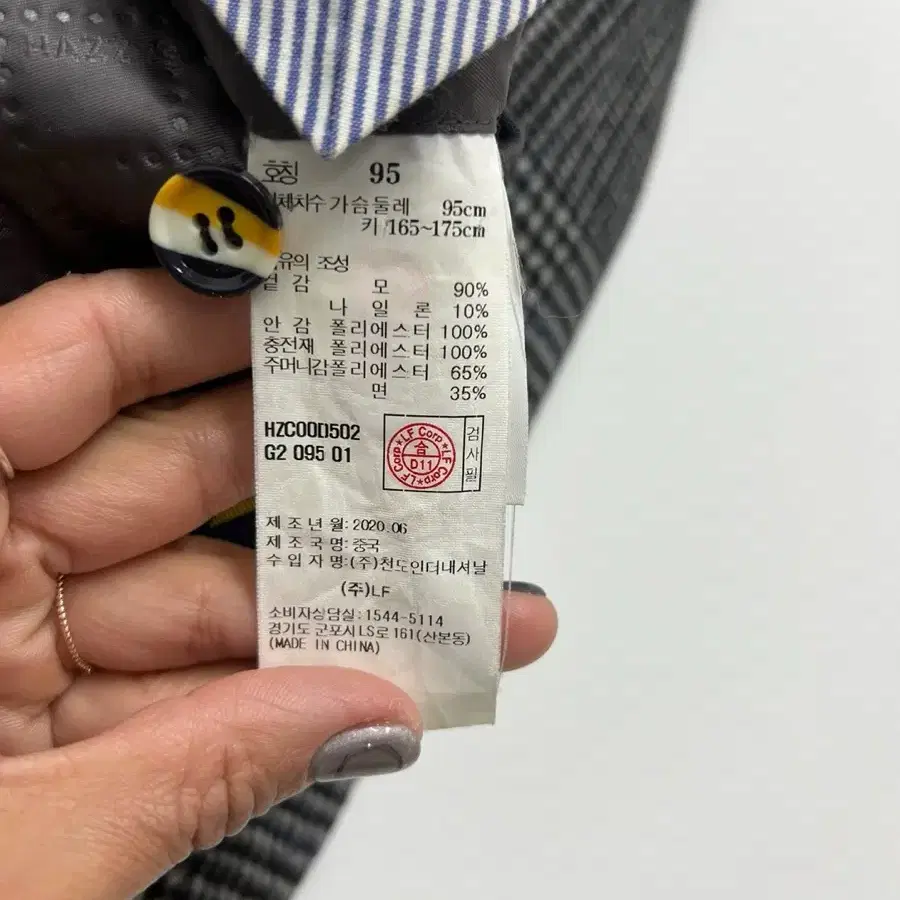 HAZZ
호칭 95
체치수 가슴둘레 95cm
키 165~175cm
유의 조성
겉감 모 90%
나일론 10%
안감 폴리에스터 100%
충전재 폴리에스터 100%
주머니감 폴리에스터 65%
면 35%
HZC00D502
G2 095 01
LF Corp★LF Corp★LF Corp★
합
D11
검사필
제조년월: 2020.06
제조국명: 중국
수입자명: (주)천도인터내셔날
(주)LF
소비자상담실: 1544-5114
경기도 군포시 LS로 161(산본동)
(MADE IN CHINA)